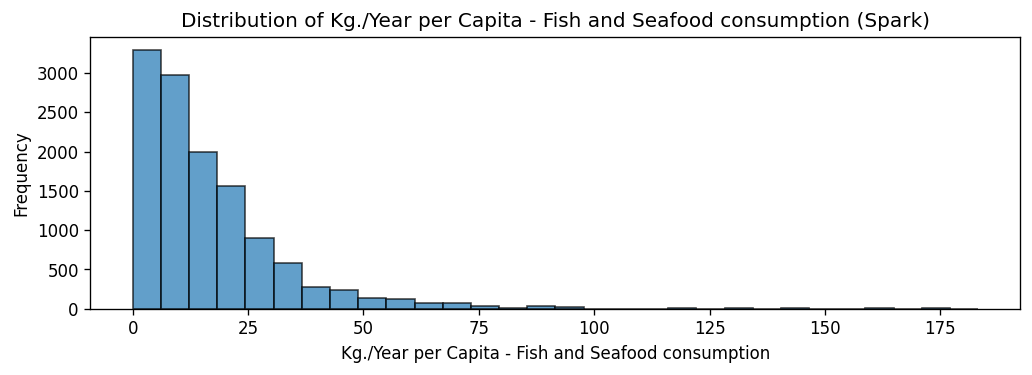 Distribution of Kg./Year per Capita - Fish and Seafood consumption (Spark)
Frequency
3000
2500
2000
1500
1000
500
0
0 25 50 75 100 125 150 175
Kg./Year per Capita - Fish and Seafood consumption